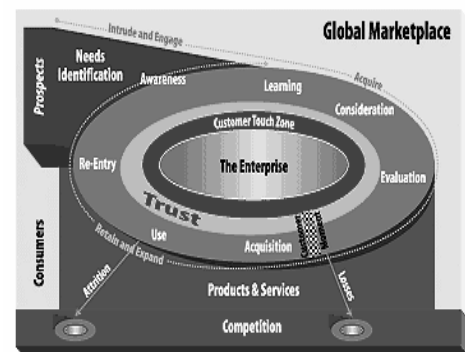 Global Marketplace
Intrude and Engage
Acquire
Prospects
Needs
Identification
Awareness
Learning
Consideration
Customer Touch Zone
The Enterprise
Re-Entry
Evaluation
Trust
Use
Acquisition
Retain and Expand
Consumers
Attrition
Losses
Products & Services
Competition